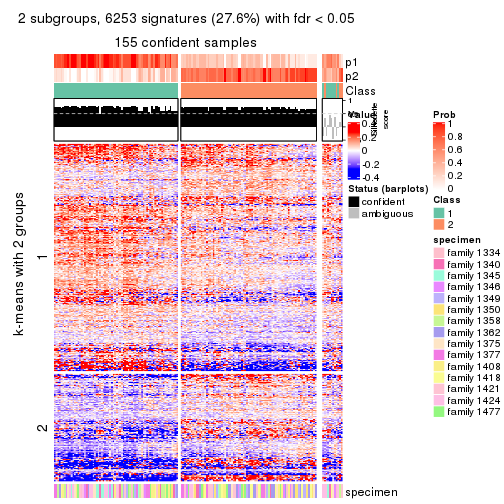 2 subgroups, 6253 signatures (27.6%) with fdr < 0.05
155 confident samples
p1
p2
Class
1
0
Silhouette
score
k-means with 2 groups
1
2
specimen
Value
0.2
0
-0.2
-0.4
Status (barplots)
confident
ambiguous
Prob
1
0.8
0.6
0.4
0.2
0
Class
1
2
specimen
family 1334
family 1340
family 1345
family 1346
family 1349
family 1350
family 1358
family 1362
family 1375
family 1377
family 1408
family 1418
family 1421
family 1424
family 1477